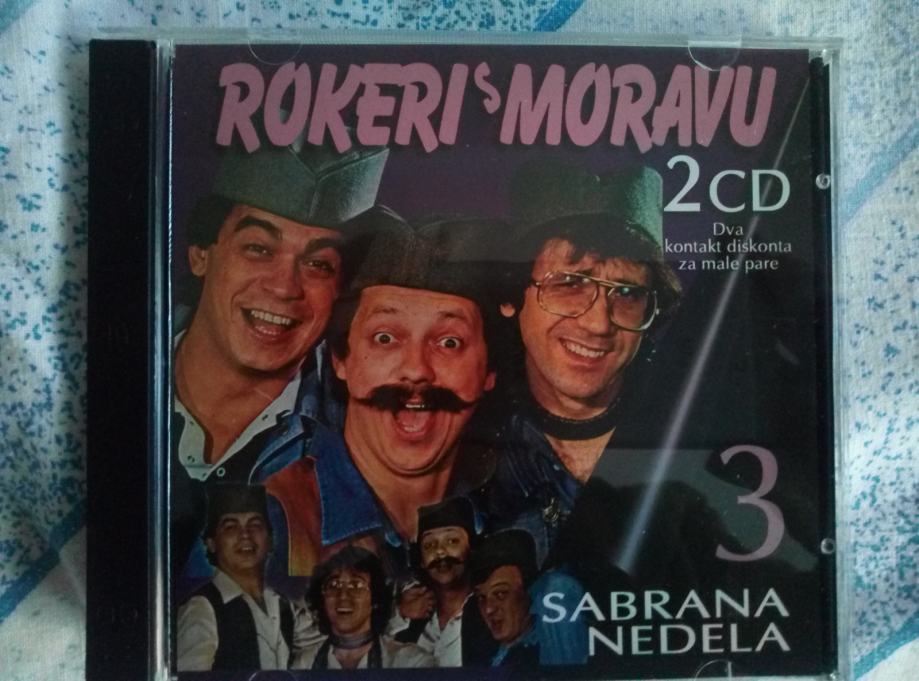 ROKERI S MORAVU
2CD
Dva
kontakt diskonta
za male pare
3
SABRANA
NEDELA